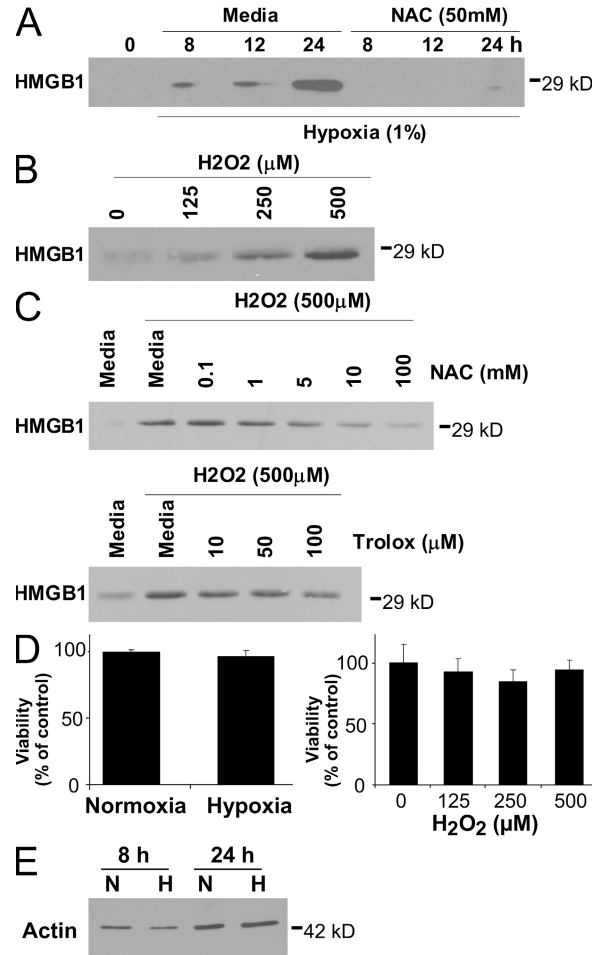 A
Media NAC (50mM)
0 8 12 24 8 12 24 h
HMGB1 29 kD
Hypoxia (1%)
B
H2O2 (μM)
0 125 250 500
HMGB1 29 kD
C
H2O2 (500μM)
Media Media 0.1 1 5 10 100 NAC (mM)
HMGB1 29 kD
H2O2 (500μM)
Media Media 10 50 100 Trolox (μM)
HMGB1 29 kD
D
Viability
(% of control)
100
50
0
Normoxia Hypoxia
Viability
(% of control)
100
50
0
0 125 250 500
H₂O₂ (μM)
E
8 h 24 h
N H N H
Actin 42 kD